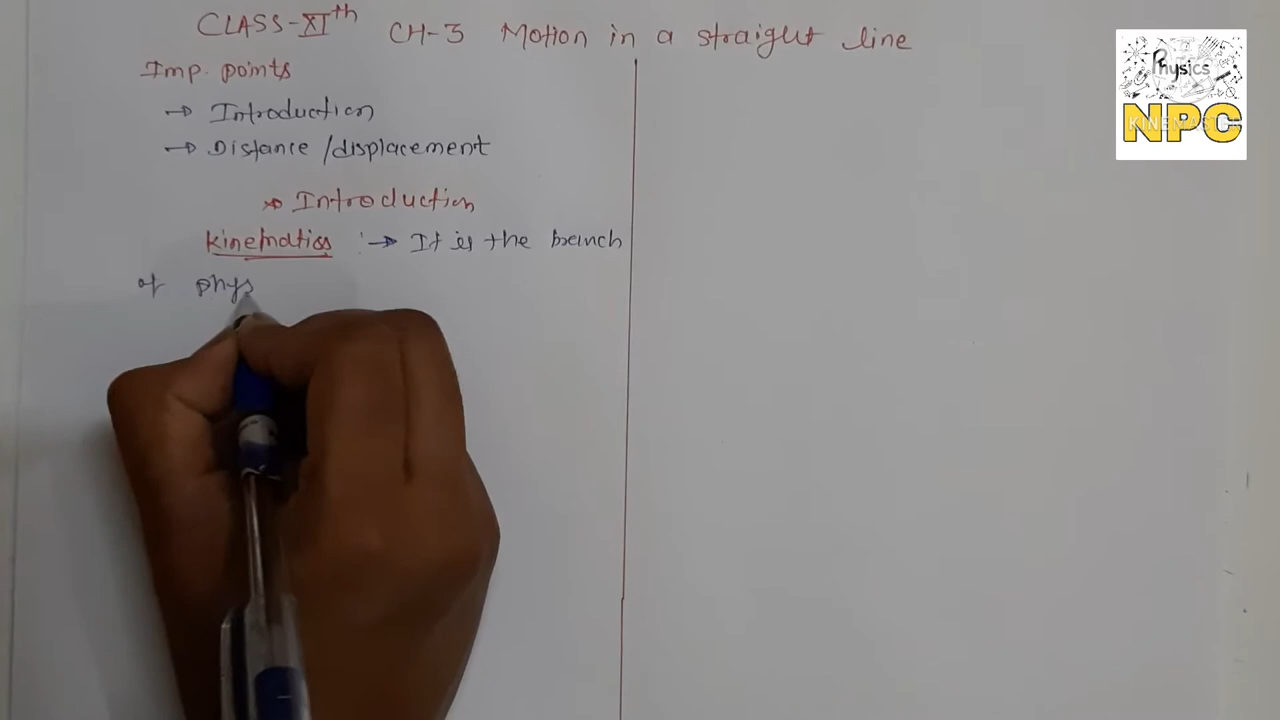 CLASS-XIth CH-3 Motion in a straight line
Imp. points
→ Introduction
→ Distance /displacement
* Introduction
kinematics :→ It is the branch
of phys
Physics
NPC
KINEMASTER